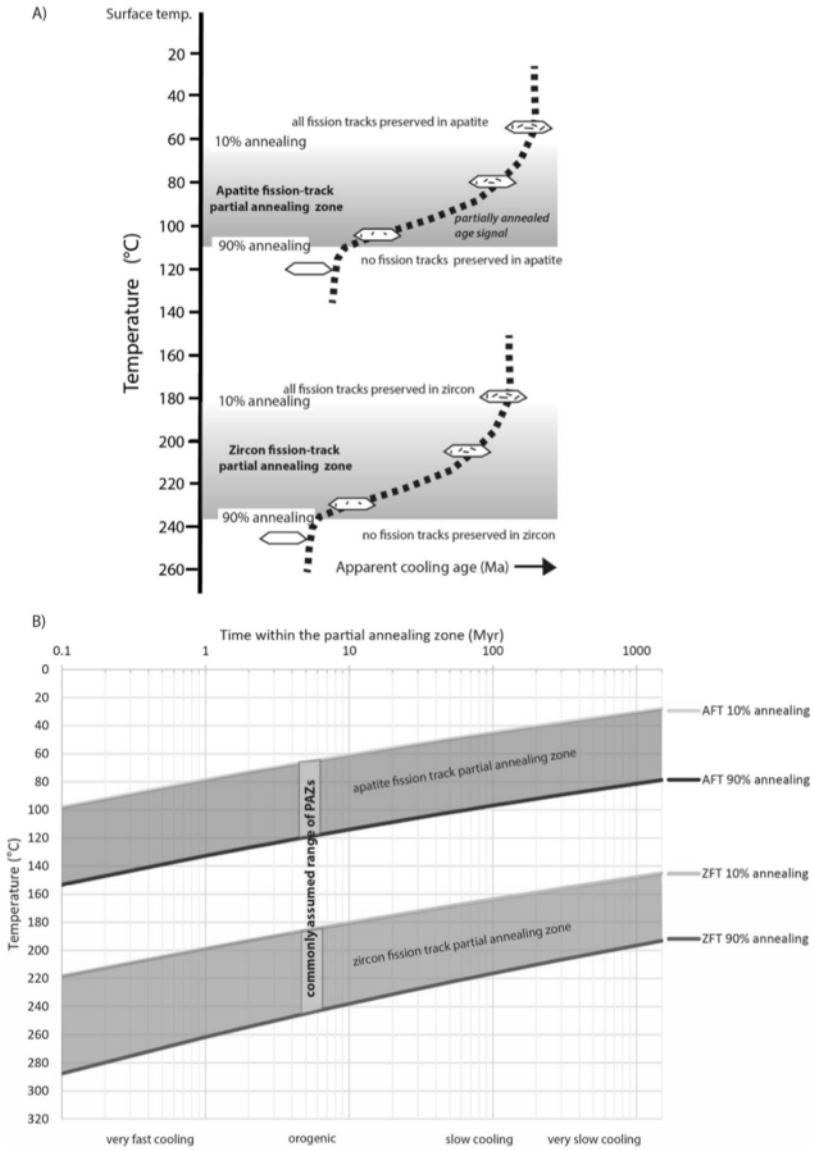 A)
Surface temp.
20
40
60
80
100
120
140
160
180
200
220
240
260
Temperature (°C)
all fission tracks preserved in apatite
10% annealing
Apatite fission-track
partial annealing zone
partially annealed
age signal
90% annealing
no fission tracks preserved in apatite
all fission tracks preserved in zircon
10% annealing
Zircon fission-track
partial annealing zone
90% annealing
no fission tracks preserved in zircon
Apparent cooling age (Ma)
B)
Time within the partial annealing zone (Myr)
0.1 1 10 100 1000
0
20
40
60
80
100
120
140
160
180
200
220
240
260
280
300
320
Temperature (°C)
AFT 10% annealing
apatite fission track partial annealing zone
AFT 90% annealing
commonly assumed range of PAZs
ZFT 10% annealing
zircon fission track partial annealing zone
ZFT 90% annealing
very fast cooling orogenic slow cooling very slow cooling